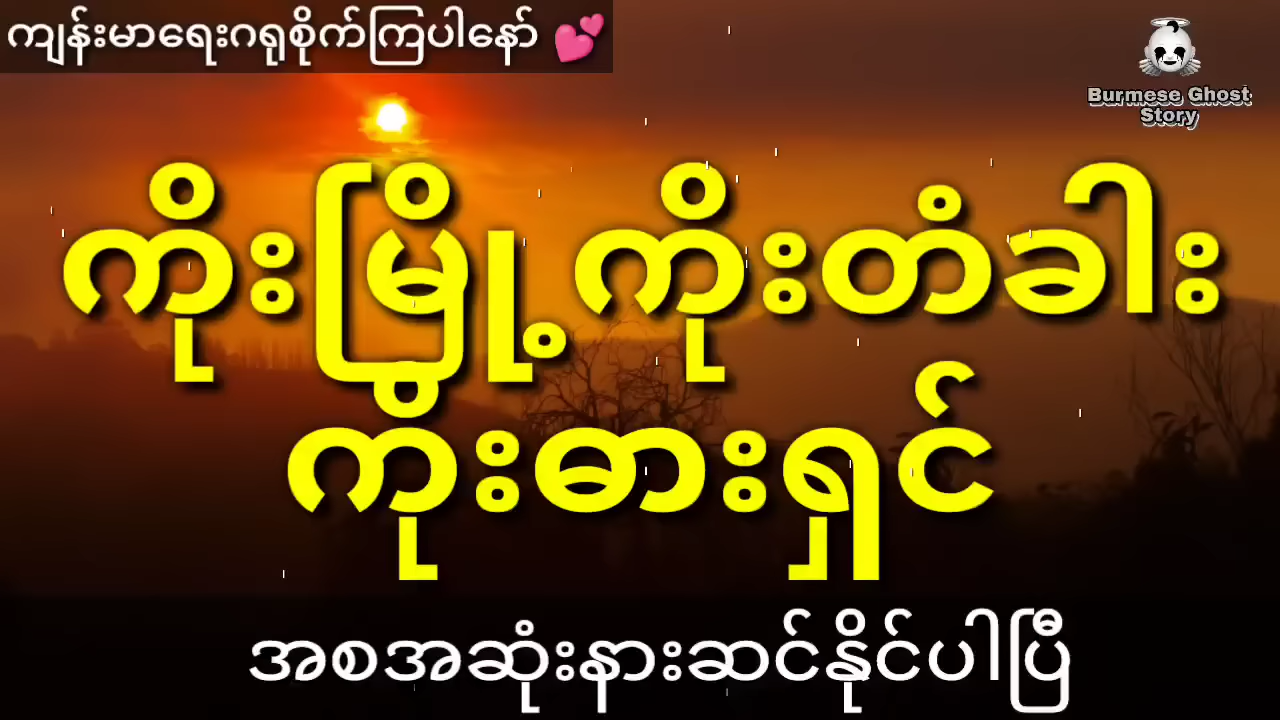 ကျန်းမာရေးဂရုစိုက်ကြပါနော် 💕
Burmese Ghost
Story
ကိုးမြို့ကိုးတံခါး
ကိုးဓားရှင်
အစအဆုံးနားဆင်နိုင်ပါပြီ